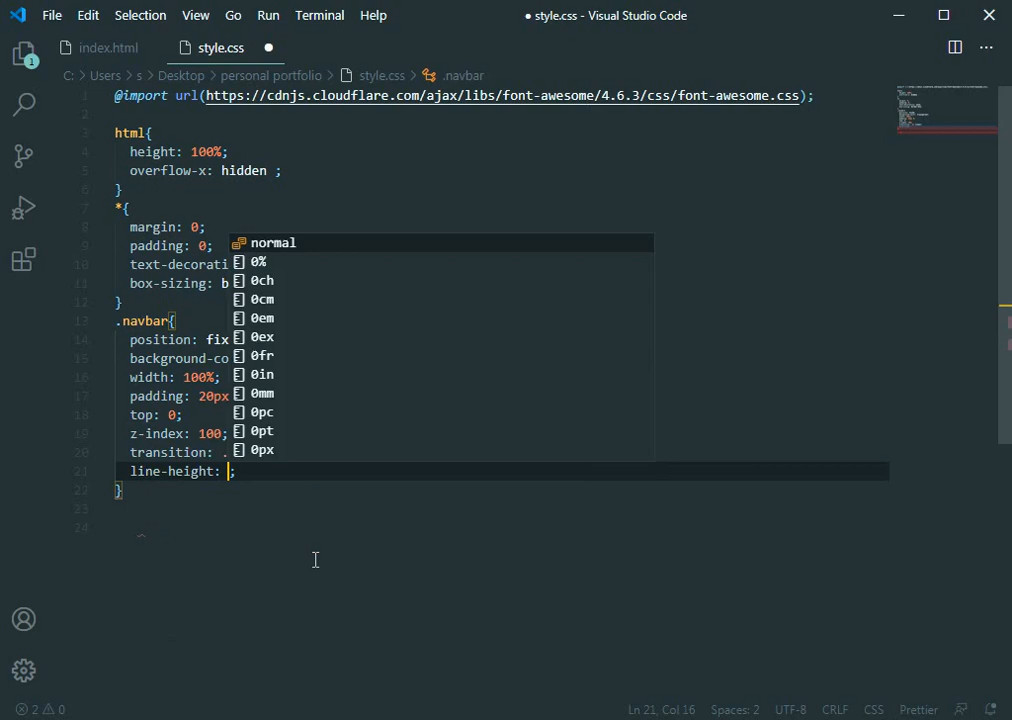 File Edit Selection View Go Run Terminal Help ● style.css - Visual Studio Code
1 index.html style.css ●
C: > Users > s > Desktop > personal portfolio > style.css > .navbar
1 @import url(https://cdnjs.cloudflare.com/ajax/libs/font-awesome/4.6.3/css/font-awesome.css);
2
3 html{
4 height: 100%;
5 overflow-x: hidden ;
6 }
7 *{
8 margin: 0;
9 padding: 0;
normal
10 text-decorati 0%
11 box-sizing: b 0ch
12 } 0cm
13 .navbar{ 0em
14 position: fix 0ex
15 background-co 0fr
16 width: 100%; 0in
17 padding: 20px 0mm
18 top: 0; 0pc
19 z-index: 100; 0pt
20 transition: . 0px
21 line-height: ;
22 }
23
24
2 0 Ln 21, Col 16 Spaces: 2 UTF-8 CRLF CSS Prettier